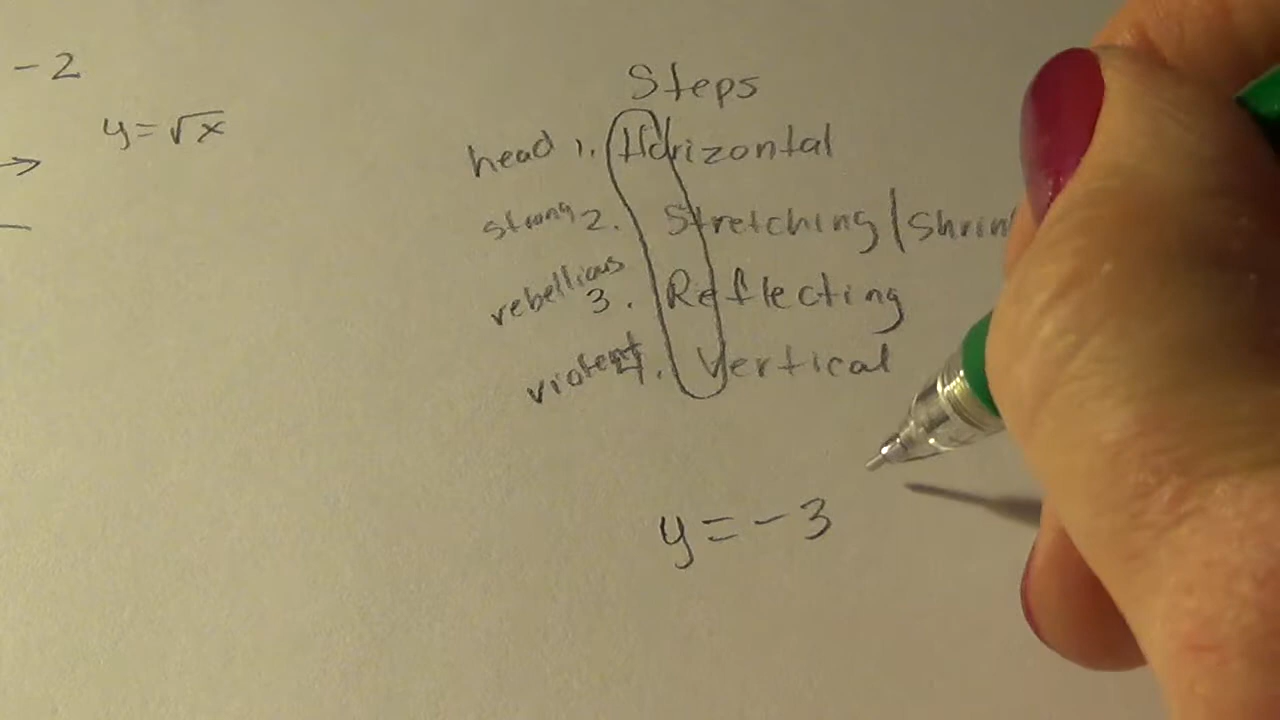 -2
y=√x
Steps
head 1. Horizontal
strong 2. Stretching/Shrin
rebellious 3. Reflecting
violent 4. Vertical
y=-3